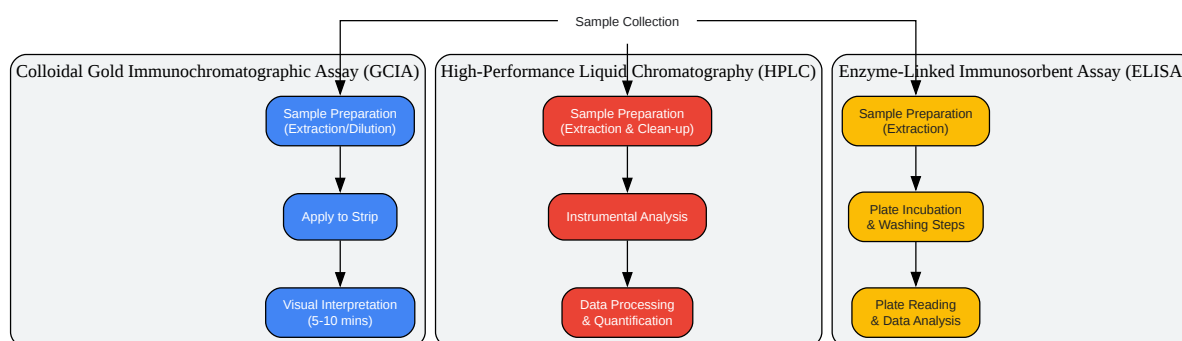 Sample Collection
Colloidal Gold Immunochromatographic Assay (GCIA)
Sample Preparation
(Extraction/Dilution)
Apply to Strip
Visual Interpretation
(5-10 mins)
High-Performance Liquid Chromatography (HPLC)
Sample Preparation
(Extraction & Clean-up)
Instrumental Analysis
Data Processing
& Quantification
Enzyme-Linked Immunosorbent Assay (ELISA
Sample Preparation
(Extraction)
Plate Incubation
& Washing Steps
Plate Reading
& Data Analysis